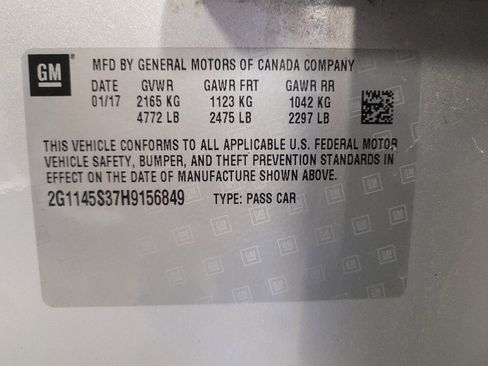 GM
MFD BY GENERAL MOTORS OF CANADA COMPANY
DATE GVWR GAWR FRT GAWR RR
01/17 2165 KG 1123 KG 1042 KG
4772 LB 2475 LB 2297 LB
THIS VEHICLE CONFORMS TO ALL APPLICABLE U.S. FEDERAL MOTOR
VEHICLE SAFETY, BUMPER, AND THEFT PREVENTION STANDARDS IN
EFFECT ON THE DATE OF MANUFACTURE SHOWN ABOVE.
2G1145S37H9156849 TYPE: PASS CAR